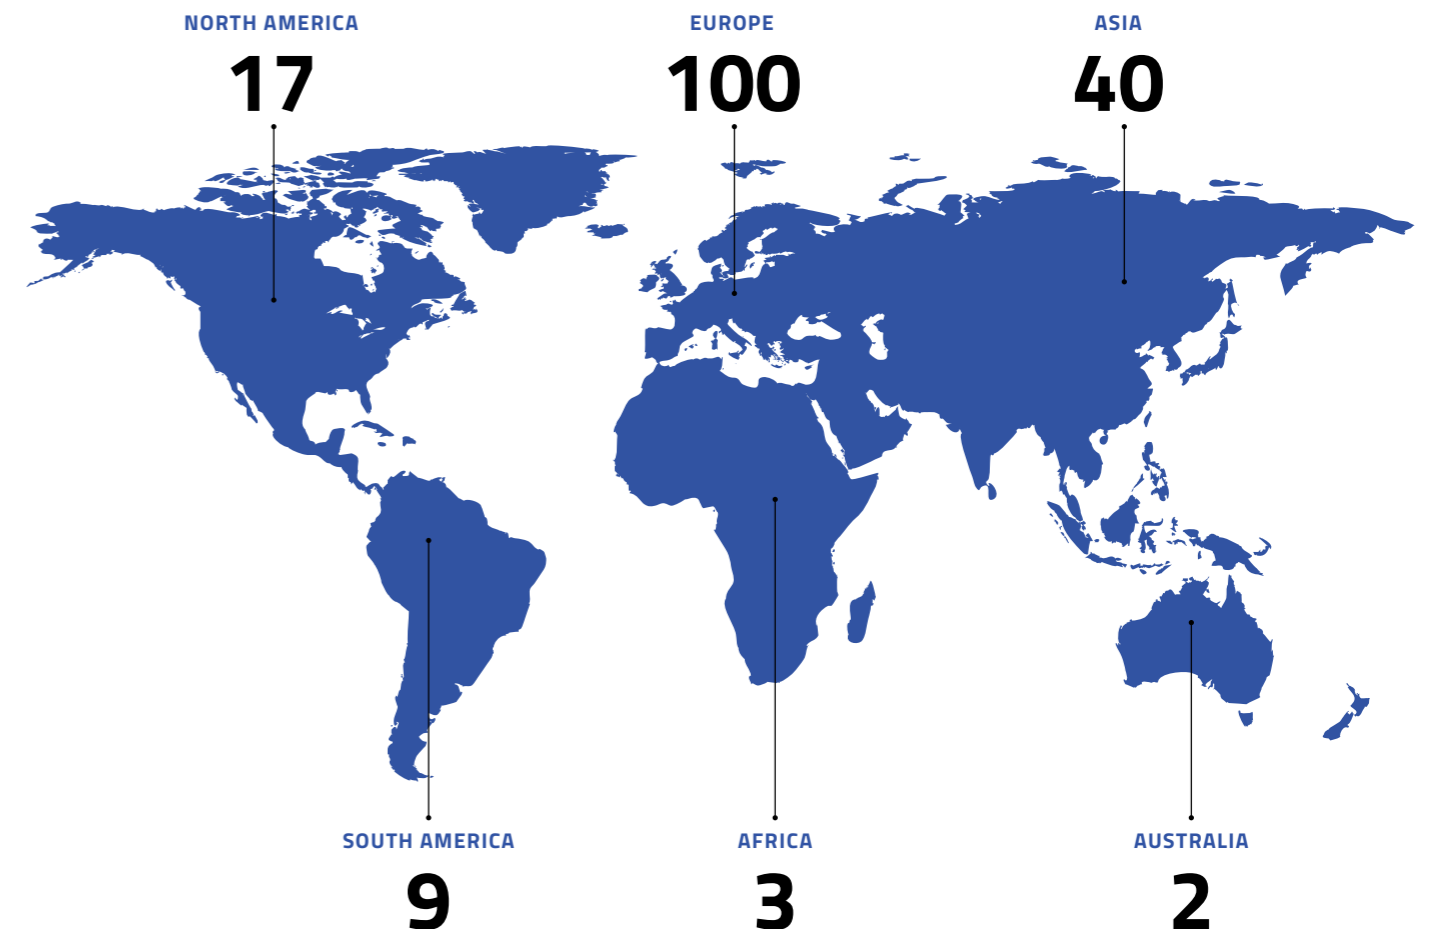 NORTH AMERICA
17
EUROPE
100
ASIA
40
SOUTH AMERICA
9
AFRICA
3
AUSTRALIA
2